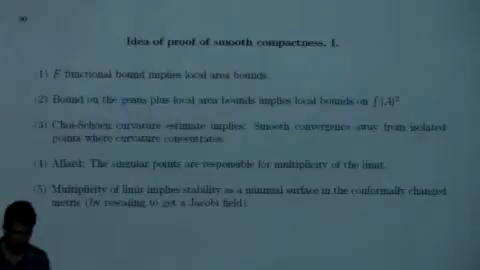 Idea of proof of smooth compactness. I.
(1) F functional bound implies local area bounds.
(2) Bound on the genus plus local area bounds implies local bounds on ∫|A|²
(3) Choi-Schoen curvature estimate implies: Smooth convergence away from isolated
points where curvature concentrates.
(4) Allard: The singular points are responsible for multiplicity of the limit.
(5) Multiplicity of limit implies stability as a minimal surface in the conformally changed
metric (by rescaling to get a Jacobi field).